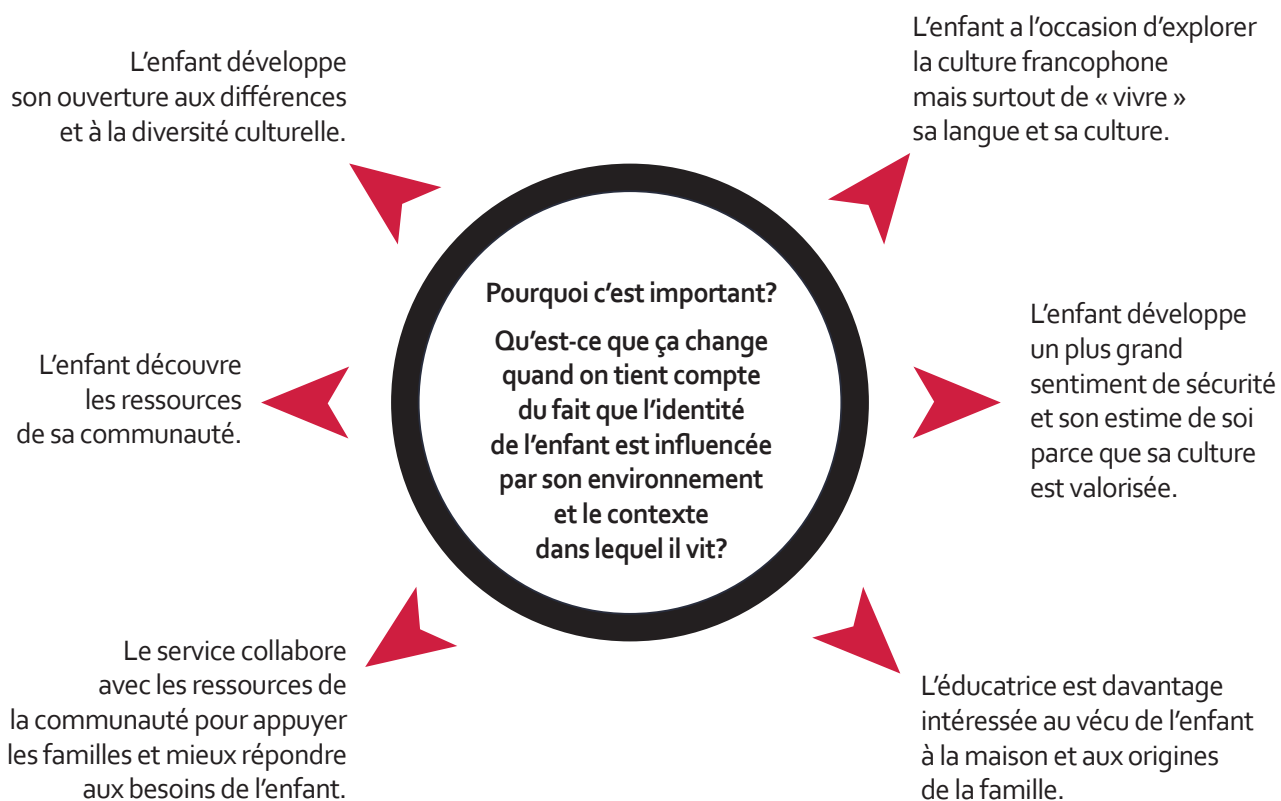 L'enfant développe
son ouverture aux différences
et à la diversité culturelle.
L'enfant a l'occasion d'explorer
la culture francophone
mais surtout de « vivre »
sa langue et sa culture.
Pourquoi c'est important?
Qu'est-ce que ça change
quand on tient compte
du fait que l'identité
de l'enfant est influencée
par son environnement
et le contexte
dans lequel il vit?
L'enfant découvre
les ressources
de sa communauté.
L'enfant développe
un plus grand
sentiment de sécurité
et son estime de soi
parce que sa culture
est valorisée.
Le service collabore
avec les ressources de
la communauté pour appuyer
les familles et mieux répondre
aux besoins de l'enfant.
L'éducatrice est davantage
intéressée au vécu de l'enfant
à la maison et aux origines
de la famille.